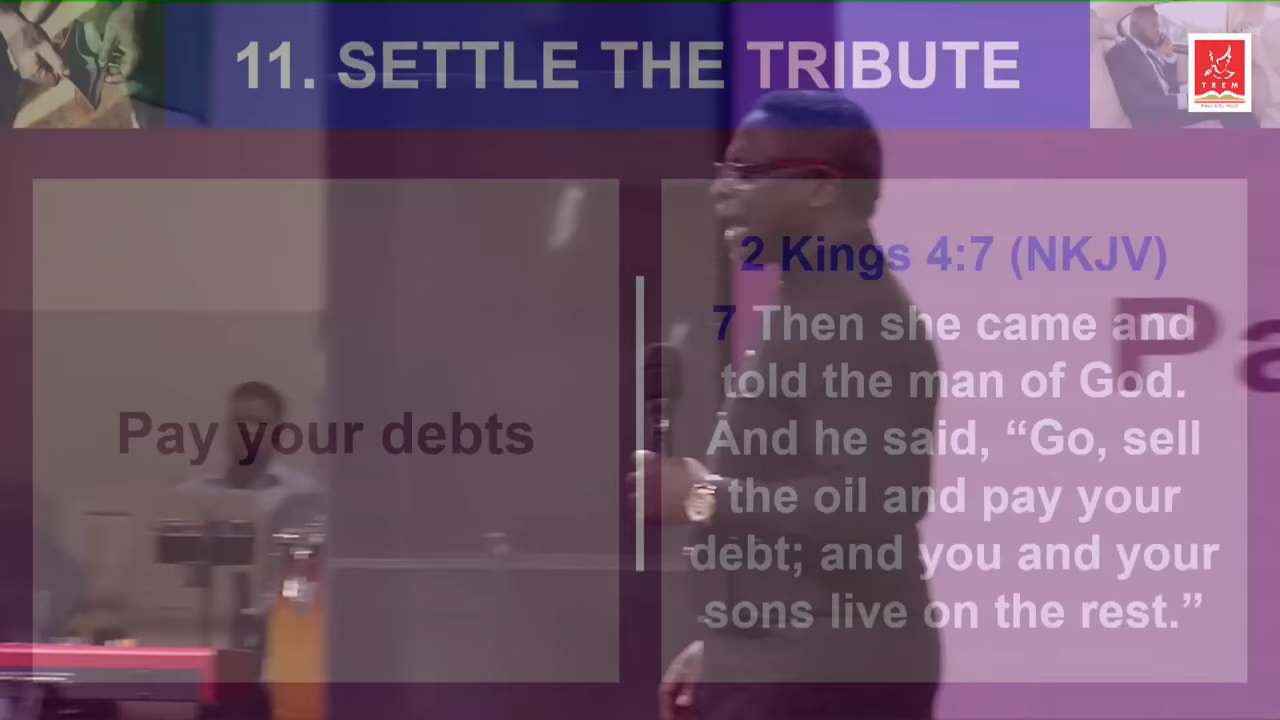 11. SETTLE THE TRIBUTE
TREM
Pay your debts
2 Kings 4:7 (NKJV)
7 Then she came and
told the man of God.
And he said, “Go, sell
the oil and pay your
debt; and you and your
sons live on the rest.”
Pa